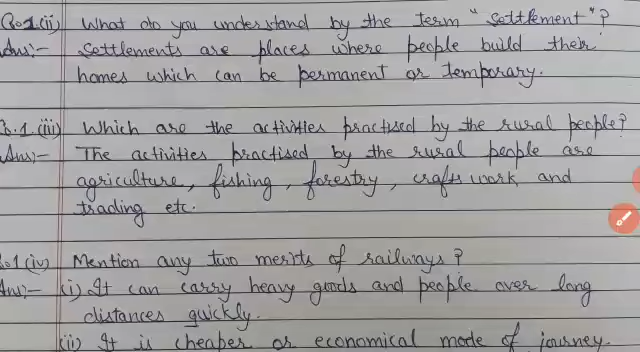 Q.1(ii) What do you understand by the term "Settlement"?
Ans:- Settlements are places where people build their
homes which can be permanent or temporary.
Q.1(iii) Which are the activities practised by the rural people?
Ans:- The activities practised by the rural people are
agriculture, fishing, forestry, crafts work and
trading etc.
Q.1(iv) Mention any two merits of railways?
Ans:- (i) It can carry heavy goods and people over long
distances quickly.
(ii) It is cheaper or economical mode of journey.